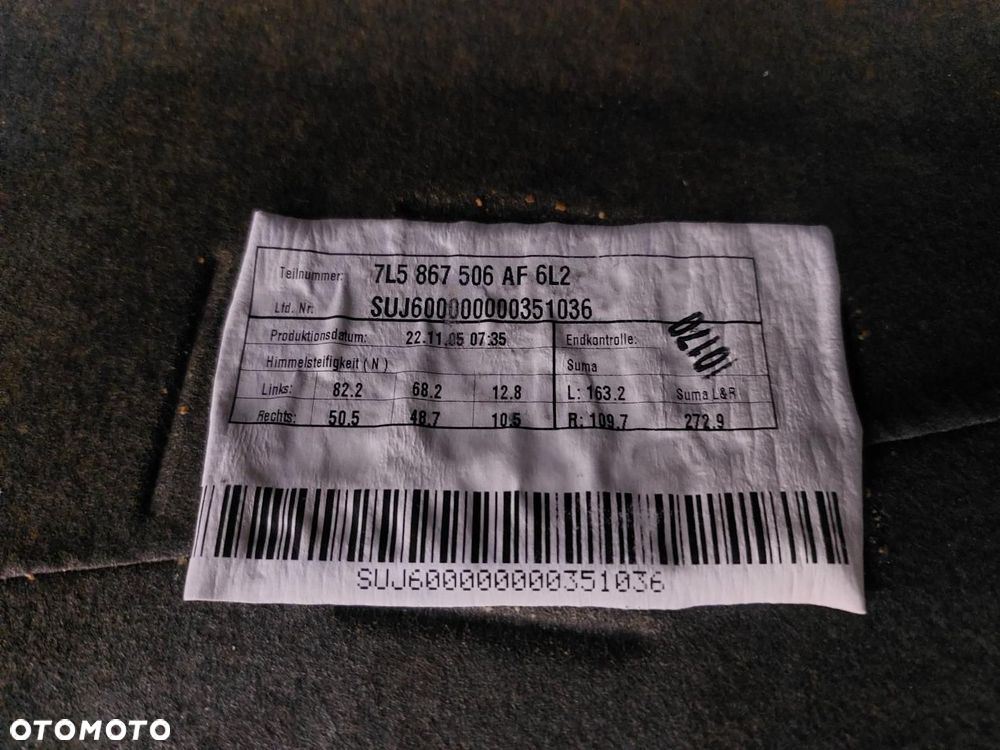 Teilnummer: 7L5 867 506 AF 6L2
Lfd. Nr: SUJ600000000351036
Produktionsdatum: 22.11.05 07:35 Endkontrolle:
Himmelsteifigkeit ( N ) Suma
Links: 82.2 68.2 12.8 L: 163.2 Suma L&R
Rechts: 50.5 48.7 10.5 R: 109.7 272.9
SUJ600000000351036
OTOMOTO